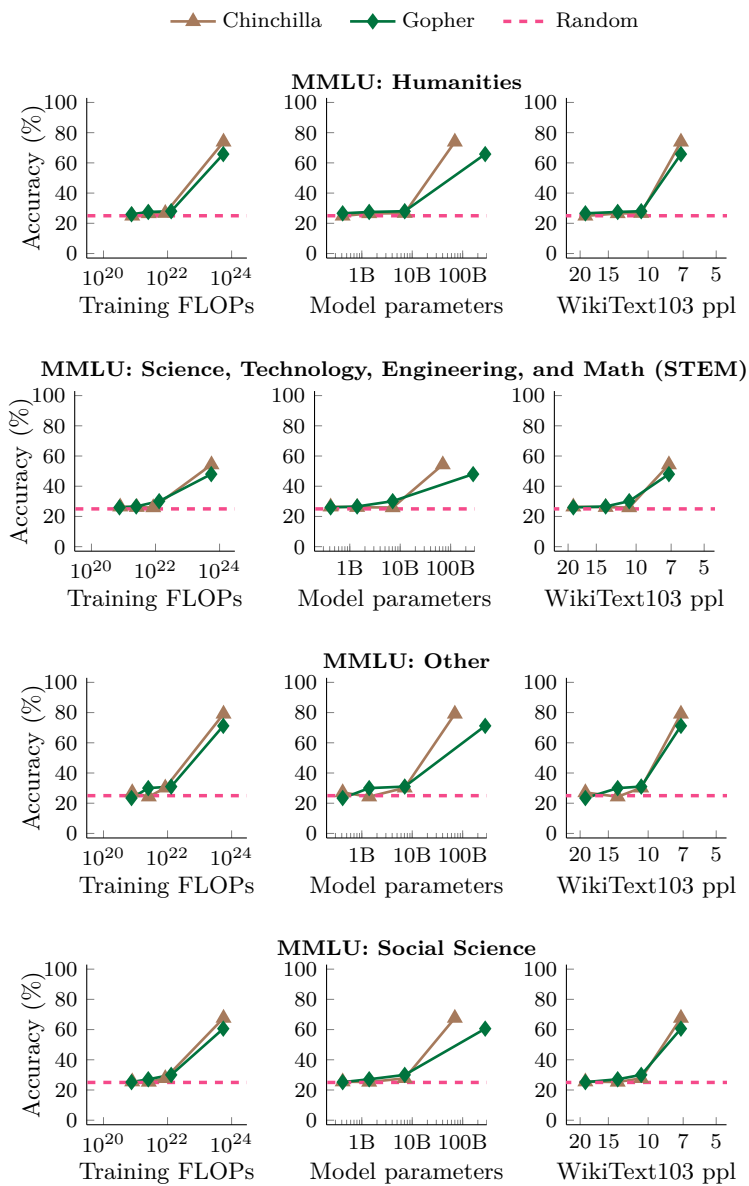 Chinchilla Gopher Random
MMLU: Humanities
Accuracy (%)
100
80
60
40
20
0
10^20 10^22 10^24
Training FLOPs
100
80
60
40
20
0
1B 10B 100B
Model parameters
100
80
60
40
20
0
20 15 10 7 5
WikiText103 ppl
MMLU: Science, Technology, Engineering, and Math (STEM)
Accuracy (%)
100
80
60
40
20
0
10^20 10^22 10^24
Training FLOPs
100
80
60
40
20
0
1B 10B 100B
Model parameters
100
80
60
40
20
0
20 15 10 7 5
WikiText103 ppl
MMLU: Other
Accuracy (%)
100
80
60
40
20
0
10^20 10^22 10^24
Training FLOPs
100
80
60
40
20
0
1B 10B 100B
Model parameters
100
80
60
40
20
0
20 15 10 7 5
WikiText103 ppl
MMLU: Social Science
Accuracy (%)
100
80
60
40
20
0
10^20 10^22 10^24
Training FLOPs
100
80
60
40
20
0
1B 10B 100B
Model parameters
100
80
60
40
20
0
20 15 10 7 5
WikiText103 ppl